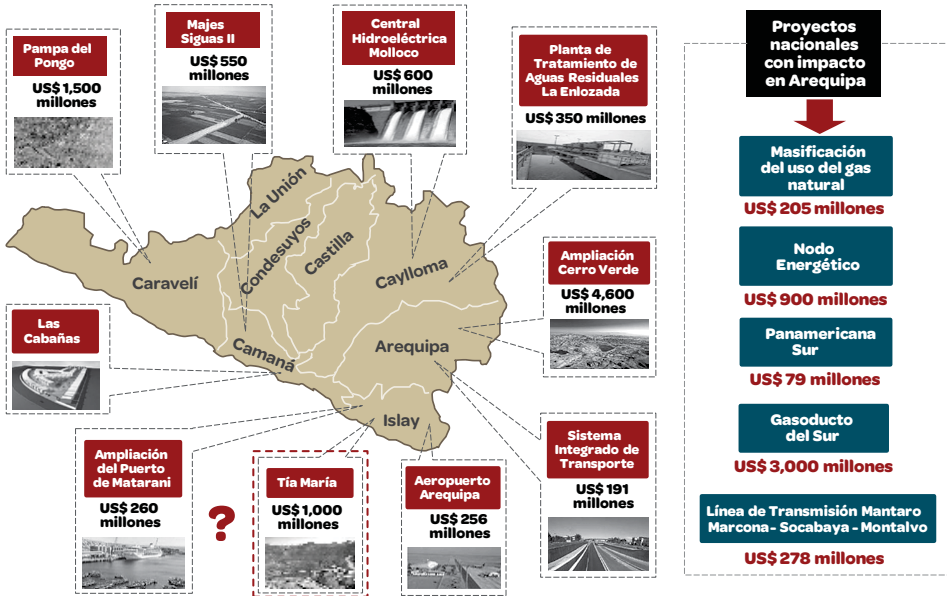 Pampa del
Pongo
US$ 1,500
millones
Majes
Siguas II
US$ 550
millones
Central
Hidroeléctrica
Molloco
US$ 600
millones
Planta de
Tratamiento de
Aguas Residuales
La Enlozada
US$ 350 millones
La Unión
Condesuyos
Castilla
Caylloma
Caravelí
Camaná
Arequipa
Islay
Ampliación
Cerro Verde
US$ 4,600
millones
Las
Cabañas
Ampliación
del Puerto
de Matarani
US$ 260
millones
?
Tía María
US$ 1,000
millones
Aeropuerto
Arequipa
US$ 256
millones
Sistema
Integrado de
Transporte
US$ 191
millones
Proyectos
nacionales
con impacto
en Arequipa
Masificación
del uso del gas
natural
US$ 205 millones
Nodo
Energético
US$ 900 millones
Panamericana
Sur
US$ 79 millones
Gasoducto
del Sur
US$ 3,000 millones
Línea de Transmisión Mantaro
Marcona - Socabaya - Montalvo
US$ 278 millones